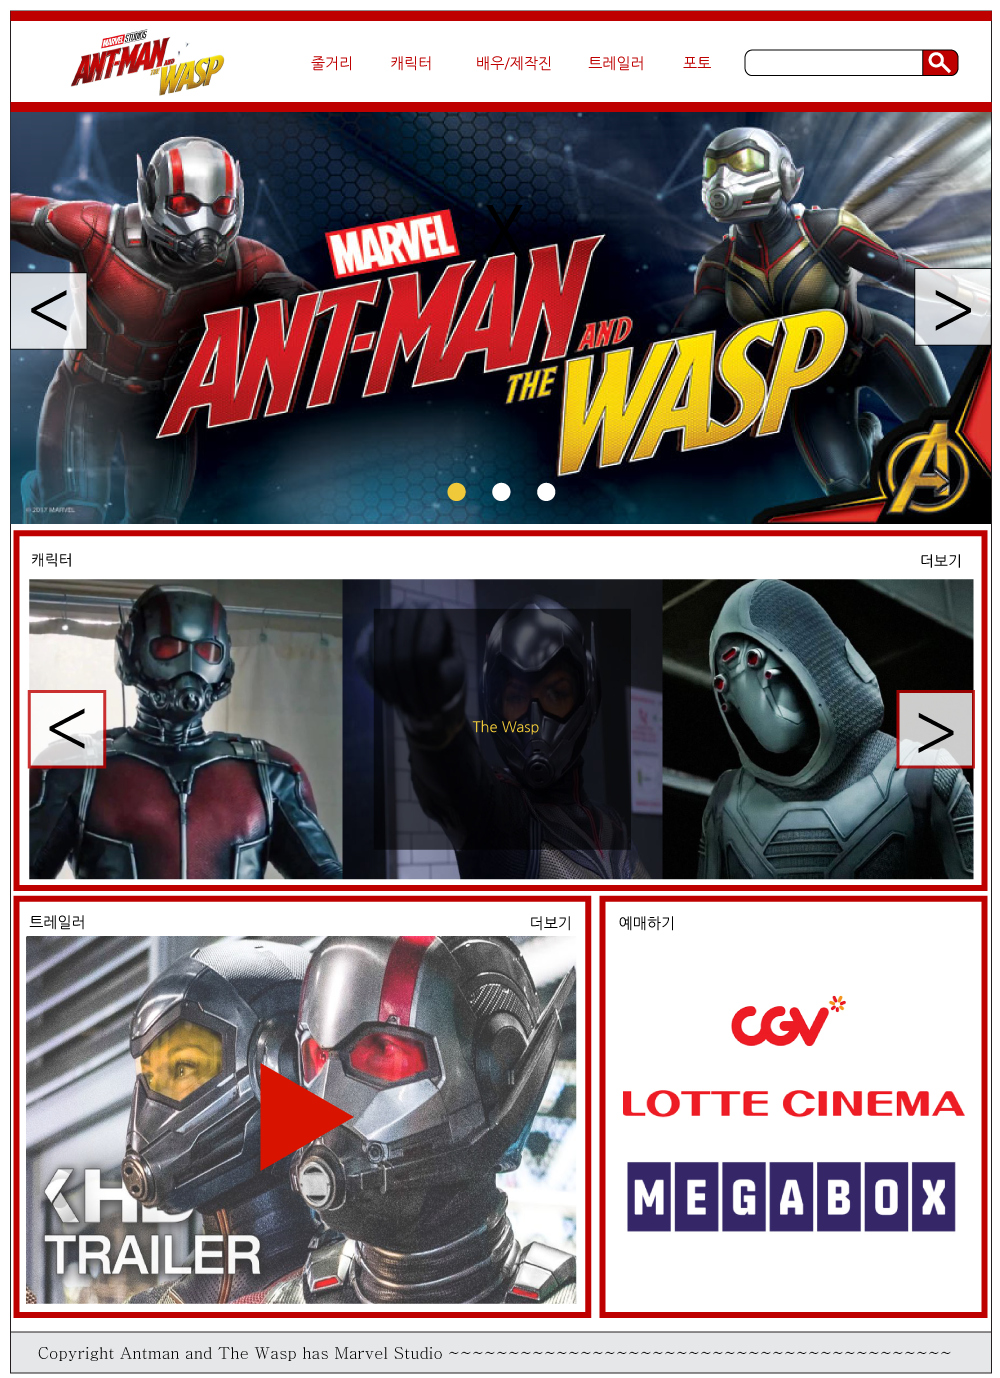 MARVEL STUDIOS
ANT-MAN AND
THE WASP
줄거리 캐릭터 배우/제작진 트레일러 포토
X
MARVEL
ANT-MAN AND
THE WASP
< >
© 2017 MARVEL
캐릭터 더보기
The Wasp
< >
트레일러 더보기
KHD
TRAILER
예매하기
CGV
LOTTE CINEMA
MEGABOX
Copyright Antman and The Wasp has Marvel Studio ~~~~~~~~~~~~~~~~~~~~~~~~~~~~~~~~~~~~~~~~~~